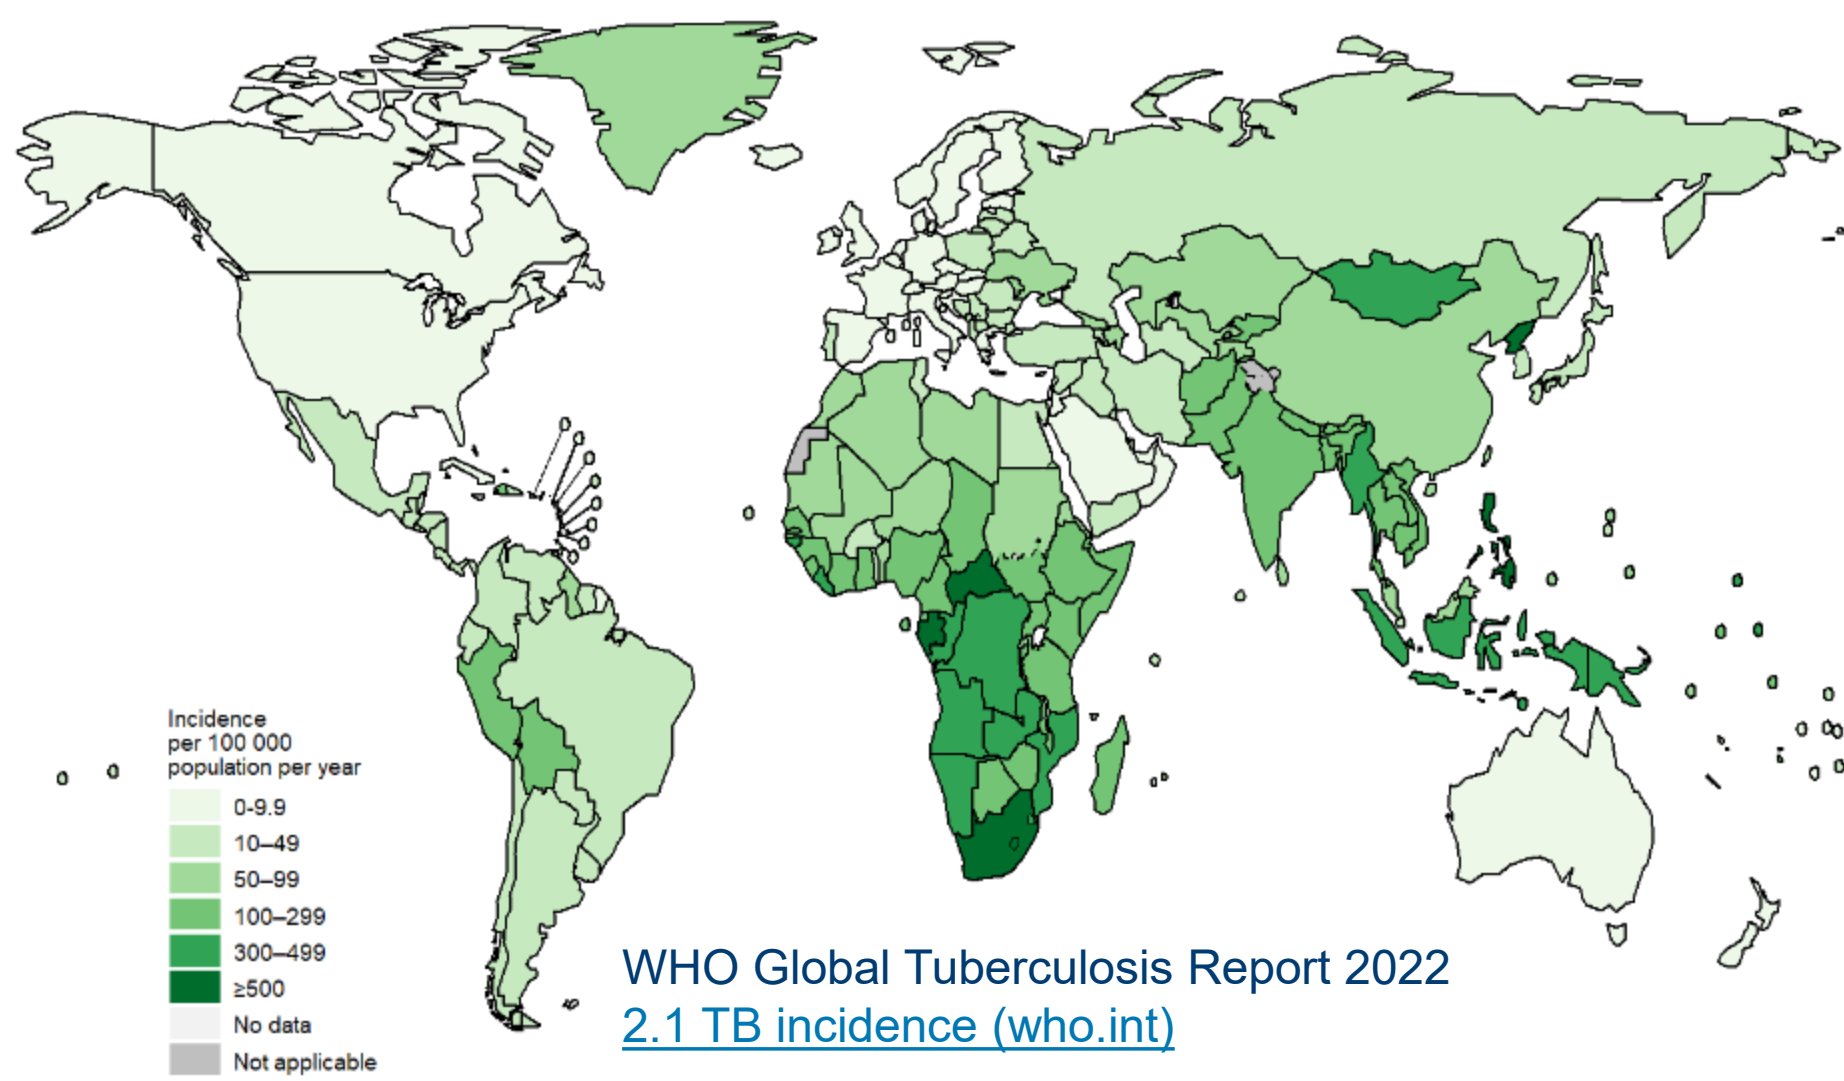 Incidence
per 100 000
population per year
0-9.9
10–49
50–99
100–299
300–499
≥500
No data
Not applicable
WHO Global Tuberculosis Report 2022
2.1 TB incidence (who.int)